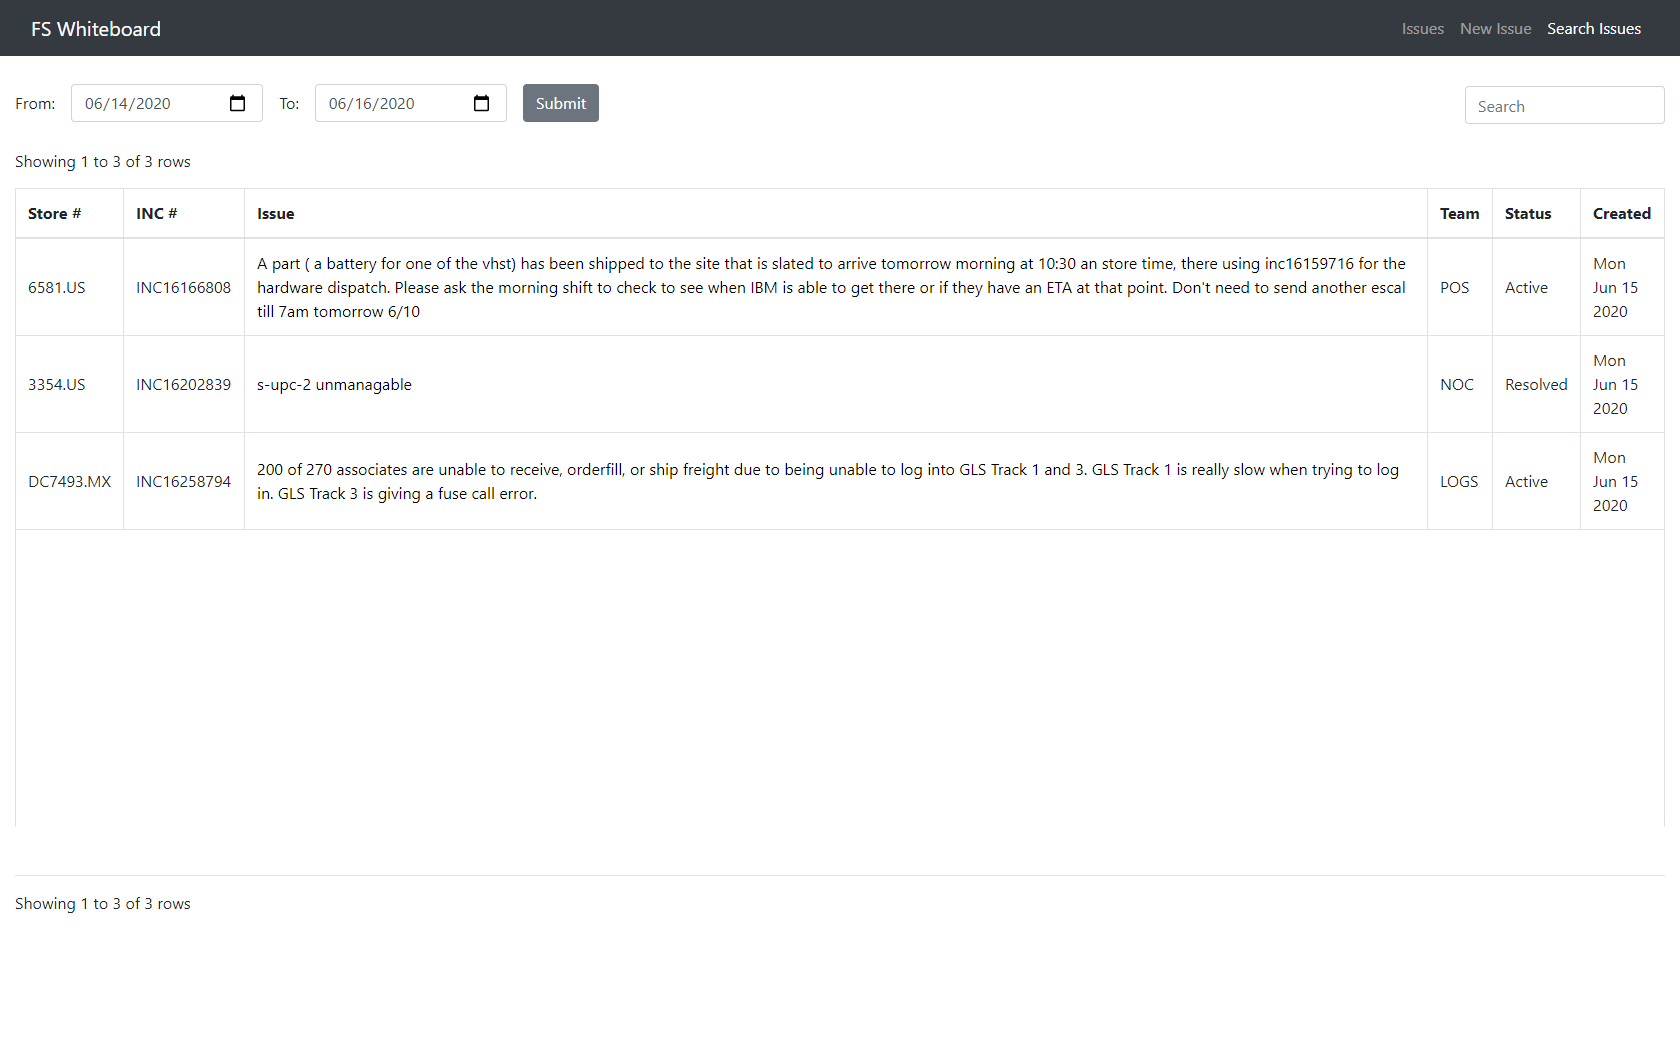 FS Whiteboard
Issues New Issue Search Issues
From: 06/14/2020 To: 06/16/2020 Submit Search
Showing 1 to 3 of 3 rows
Store # INC # Issue Team Status Created
6581.US INC16166808
A part ( a battery for one of the vhst) has been shipped to the site that is slated to arrive tomorrow morning at 10:30 an store time, there using inc16159716 for the
hardware dispatch. Please ask the morning shift to check to see when IBM is able to get there or if they have an ETA at that point. Don't need to send another escal
till 7am tomorrow 6/10
POS Active
Mon
Jun 15
2020
3354.US INC16202839 s-upc-2 unmanagable NOC Resolved
Mon
Jun 15
2020
DC7493.MX INC16258794
200 of 270 associates are unable to receive, orderfill, or ship freight due to being unable to log into GLS Track 1 and 3. GLS Track 1 is really slow when trying to log
in. GLS Track 3 is giving a fuse call error.
LOGS Active
Mon
Jun 15
2020
Showing 1 to 3 of 3 rows